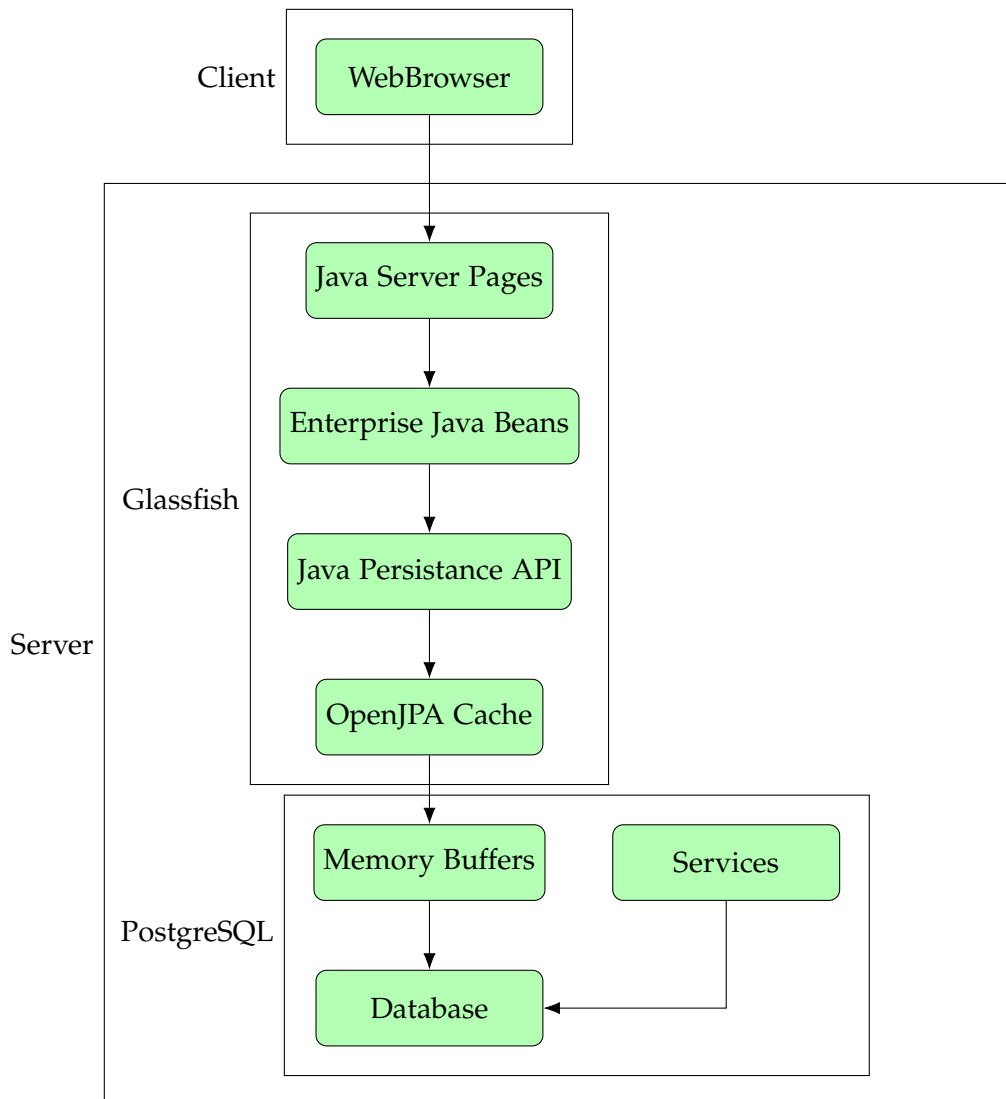 Client
WebBrowser
Java Server Pages
Enterprise Java Beans
Glassfish
Java Persistance API
Server
OpenJPA Cache
Memory Buffers
Services
PostgreSQL
Database